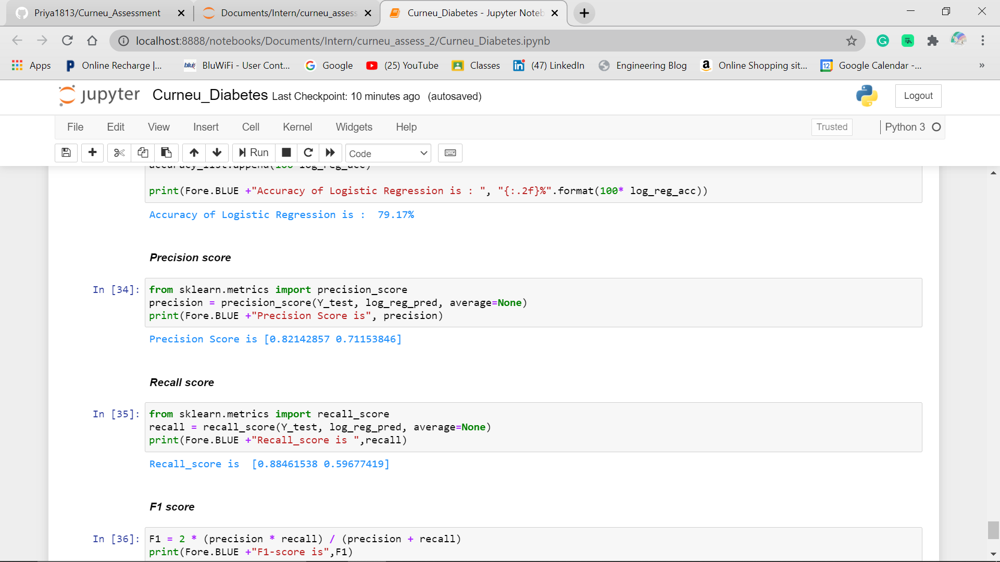 Priya1813/Curneu_Assessment
Documents/Intern/curneu_assess
Curneu_Diabetes - Jupyter Noteb
localhost:8888/notebooks/Documents/Intern/curneu_assess_2/Curneu_Diabetes.ipynb
Apps Online Recharge |... BluWiFi - User Cont... Google (25) YouTube Classes (47) LinkedIn Engineering Blog Online Shopping sit... 12 Google Calendar -... »
jupyter Curneu_Diabetes Last Checkpoint: 10 minutes ago (autosaved) Logout
File Edit View Insert Cell Kernel Widgets Help Trusted Python 3
Run Code
accuracy_list.append(100*log_reg_acc)
print(Fore.BLUE +"Accuracy of Logistic Regression is : ", "{:.2f}%".format(100* log_reg_acc))
Accuracy of Logistic Regression is :  79.17%
Precision score
In [34]: from sklearn.metrics import precision_score
precision = precision_score(Y_test, log_reg_pred, average=None)
print(Fore.BLUE +"Precision Score is", precision)
Precision Score is [0.82142857 0.71153846]
Recall score
In [35]: from sklearn.metrics import recall_score
recall = recall_score(Y_test, log_reg_pred, average=None)
print(Fore.BLUE +"Recall_score is ",recall)
Recall_score is  [0.88461538 0.59677419]
F1 score
In [36]: F1 = 2 * (precision * recall) / (precision + recall)
print(Fore.BLUE +"F1-score is",F1)